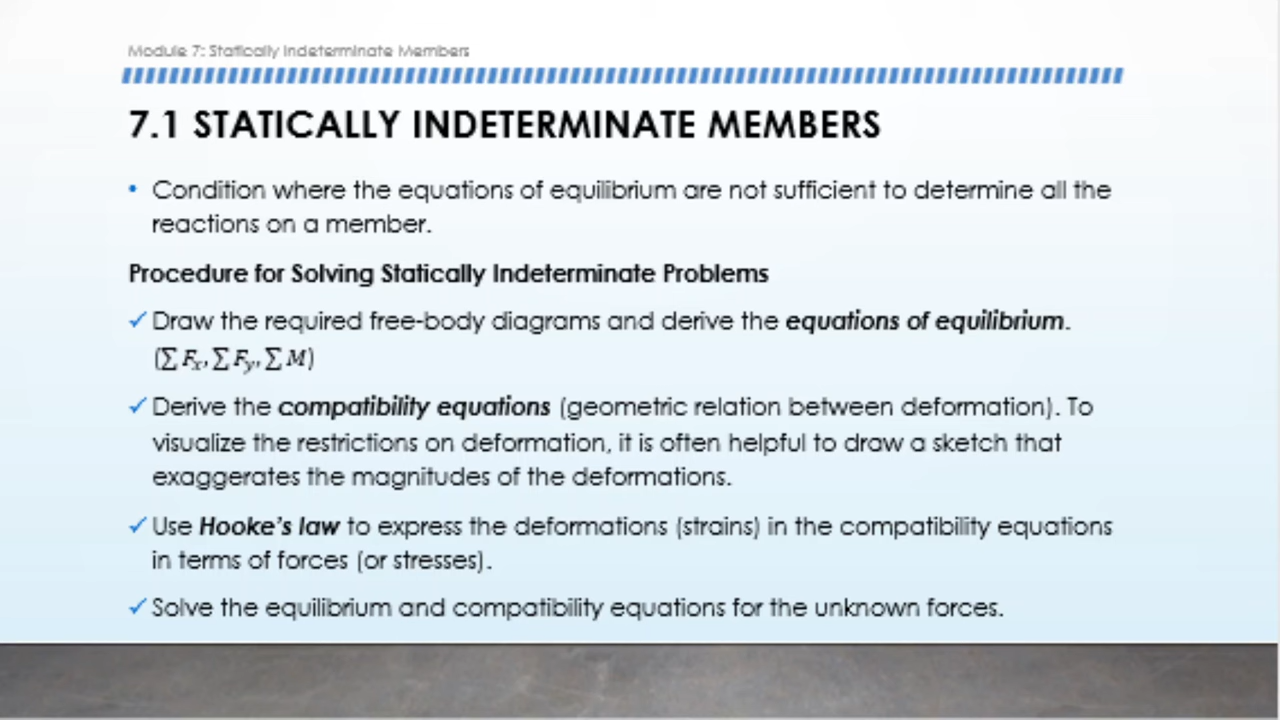 Module 7: Statically Indeterminate Members
7.1 STATICALLY INDETERMINATE MEMBERS
• Condition where the equations of equilibrium are not sufficient to determine all the
reactions on a member.
Procedure for Solving Statically Indeterminate Problems
✓ Draw the required free-body diagrams and derive the equations of equilibrium.
(∑ Fx, ∑ Fy, ∑ M)
✓ Derive the compatibility equations (geometric relation between deformation). To
visualize the restrictions on deformation, it is often helpful to draw a sketch that
exaggerates the magnitudes of the deformations.
✓ Use Hooke's law to express the deformations (strains) in the compatibility equations
in terms of forces (or stresses).
✓ Solve the equilibrium and compatibility equations for the unknown forces.